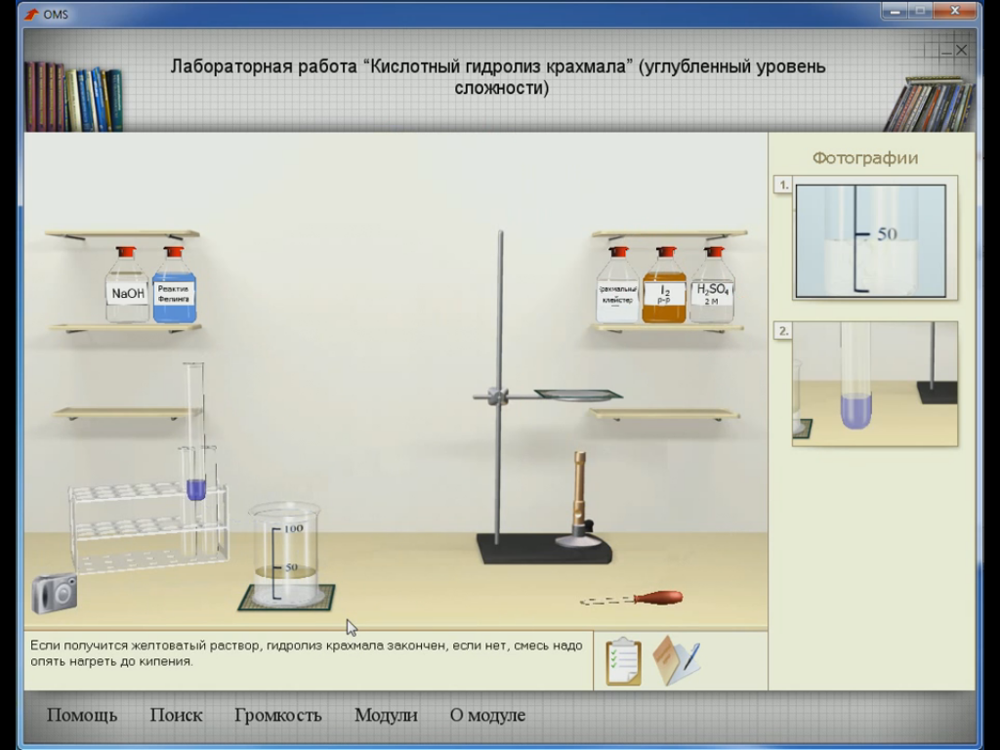 OMS
Лабораторная работа “Кислотный гидролиз крахмала” (углубленный уровень
сложности)
Фотографии
1.
50
2.
NaOH
Реактив
Фелинга
клейстер
I2
р-р
H2SO4
2 М
100
50
Если получится желтоватый раствор, гидролиз крахмала закончен, если нет, смесь надо
опять нагреть до кипения.
Помощь Поиск Громкость Модули О модуле